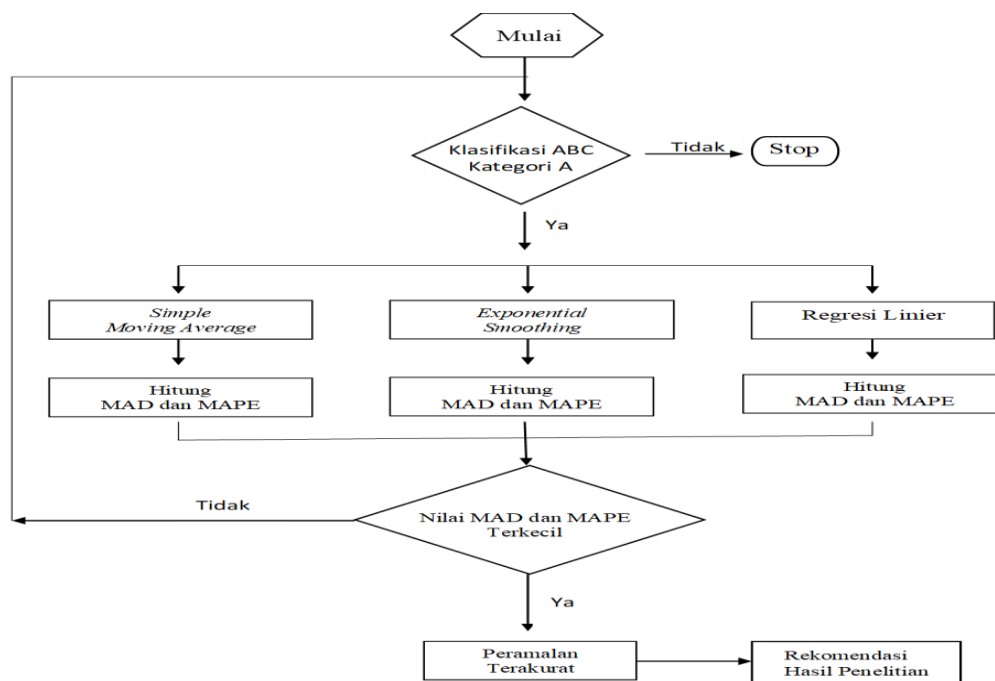 Mulai
Klasifikasi ABC
Kategori A
Tidak
Stop
Ya
Simple
Moving Average
Exponential
Smoothing
Regresi Linier
Hitung
MAD dan MAPE
Hitung
MAD dan MAPE
Hitung
MAD dan MAPE
Tidak
Nilai MAD dan MAPE
Terkecil
Ya
Peramalan
Terakurat
Rekomendasi
Hasil Penelitian